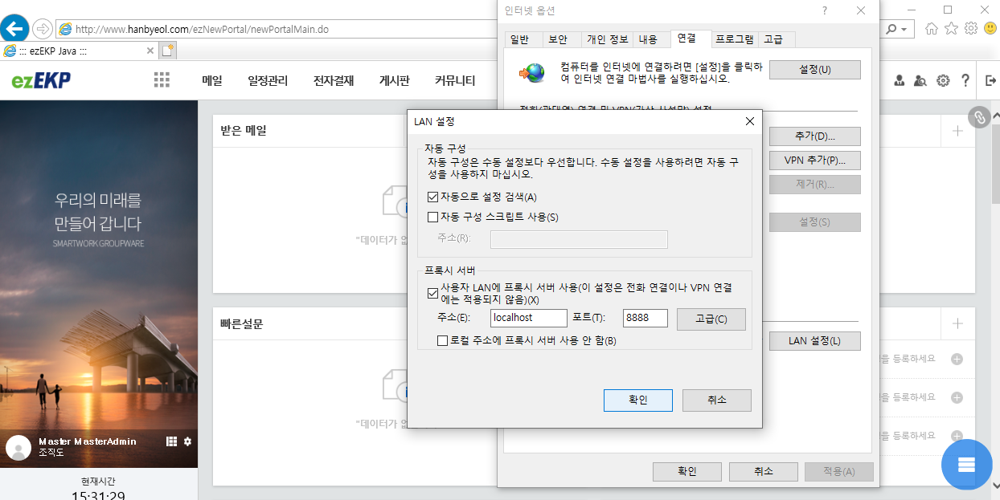 인터넷 옵션
http://www.hanbyeol.com/ezNewPortal/newPortalMain.do
::: ezEKP Java :::
일반 보안 개인 정보 내용 연결 프로그램 고급
컴퓨터를 인터넷에 연결하려면 [설정]을 클릭하
여 인터넷 연결 마법사를 실행하십시오.
설정(U)
ezEKP
메일 일정관리 전자결재 게시판 커뮤니티
전화(광대역) 연결 및 VPN(가상 사설망) 설정
추가(D)...
VPN 추가(P)...
제거(R)...
설정(S)
LAN 설정(L)
LAN 설정
자동 구성
자동 구성은 수동 설정보다 우선합니다. 수동 설정을 사용하려면 자동 구
성을 사용하지 마십시오.
자동으로 설정 검색(A)
자동 구성 스크립트 사용(S)
주소(R):
프록시 서버
사용자 LAN에 프록시 서버 사용(이 설정은 전화 연결이나 VPN 연결
에는 적용되지 않음)(X)
주소(E): localhost 포트(T): 8888 고급(C)
로컬 주소에 프록시 서버 사용 안 함(B)
확인 취소
확인 취소 적용(A)
받은 메일
"데이터가 없
빠른설문
"데이터가 없
을 등록하세요
을 등록하세요
을 등록하세요
우리의 미래를
만들어 갑니다
SMARTWORK GROUPWARE
Master MasterAdmin
조직도
현재시간
15:31:29